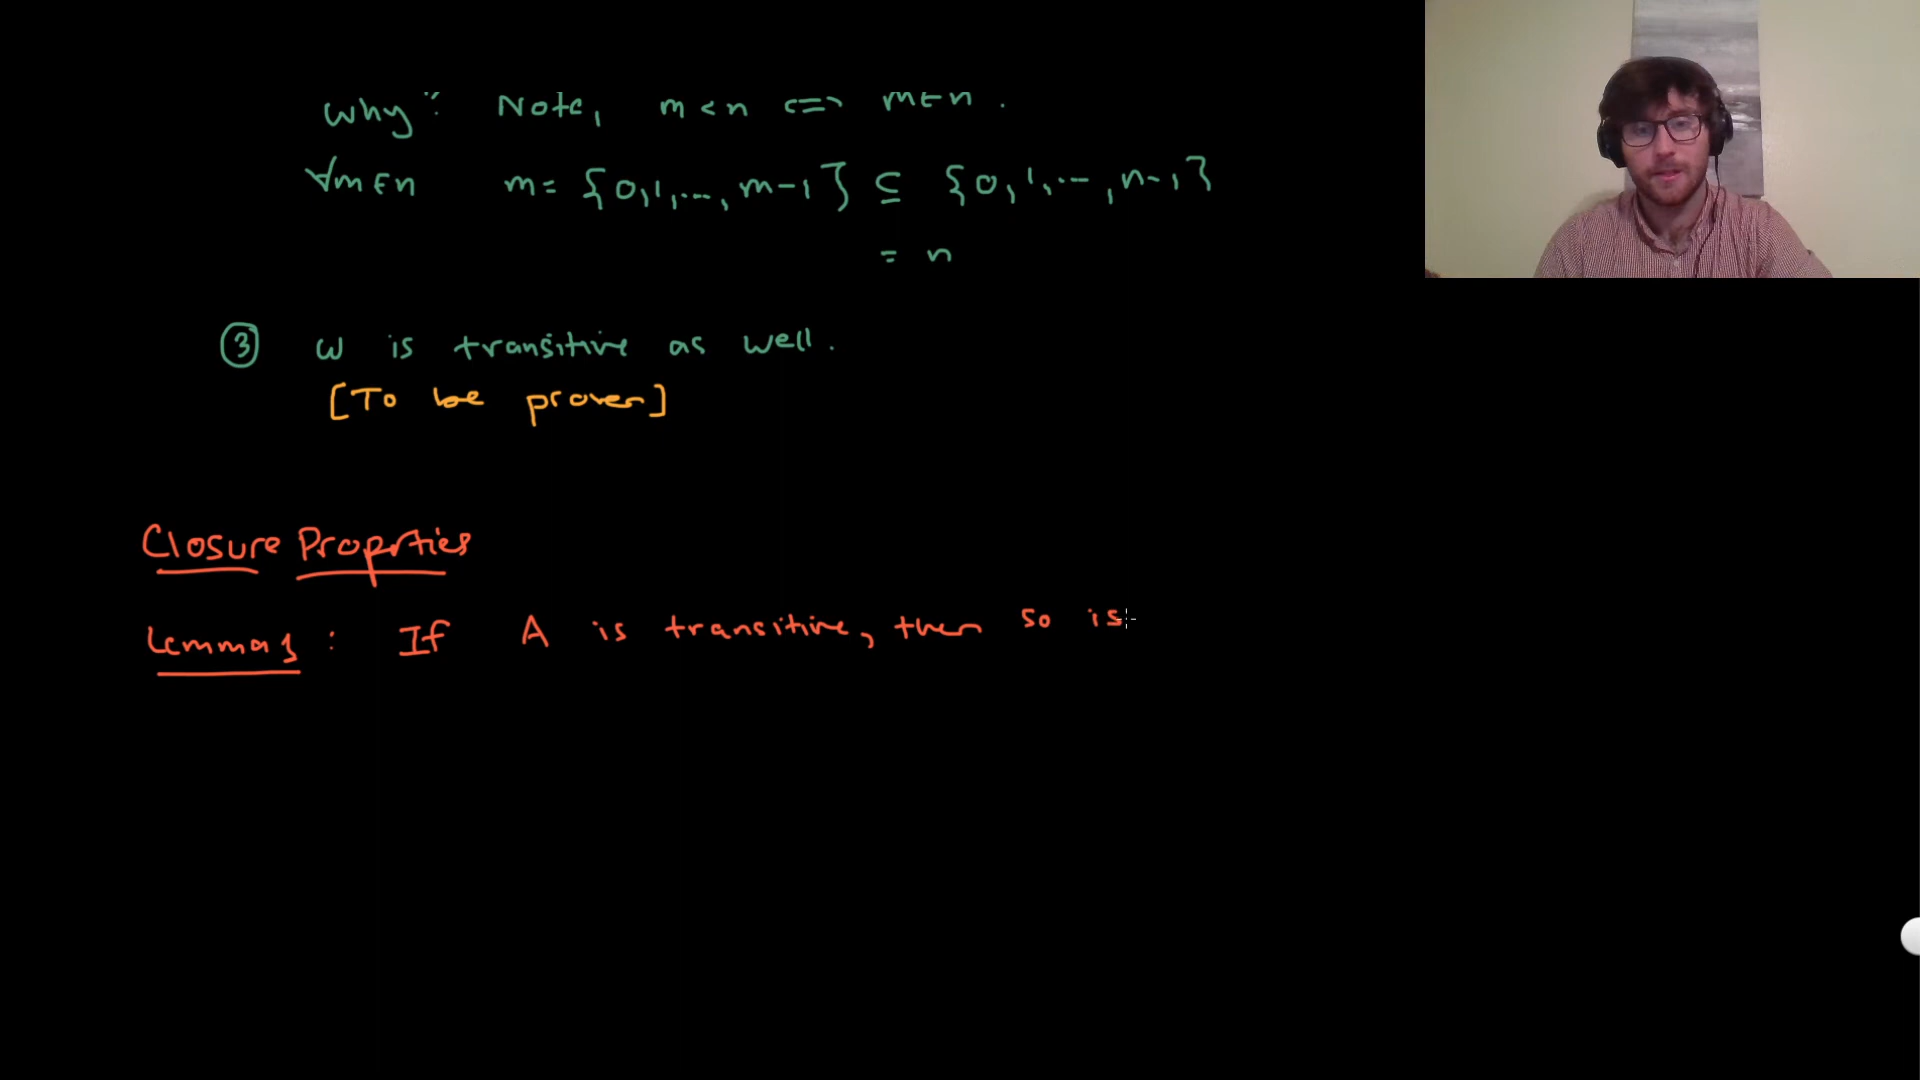 Why? Note, m < n <=> m ∈ n .
∀m ∈ n m = {0,1,...,m-1} ⊆ {0,1,...,n-1}
= n
③ ω is transitive as well.
[To be proven]
Closure Properties
Lemma 1 : If A is transitive, then so is